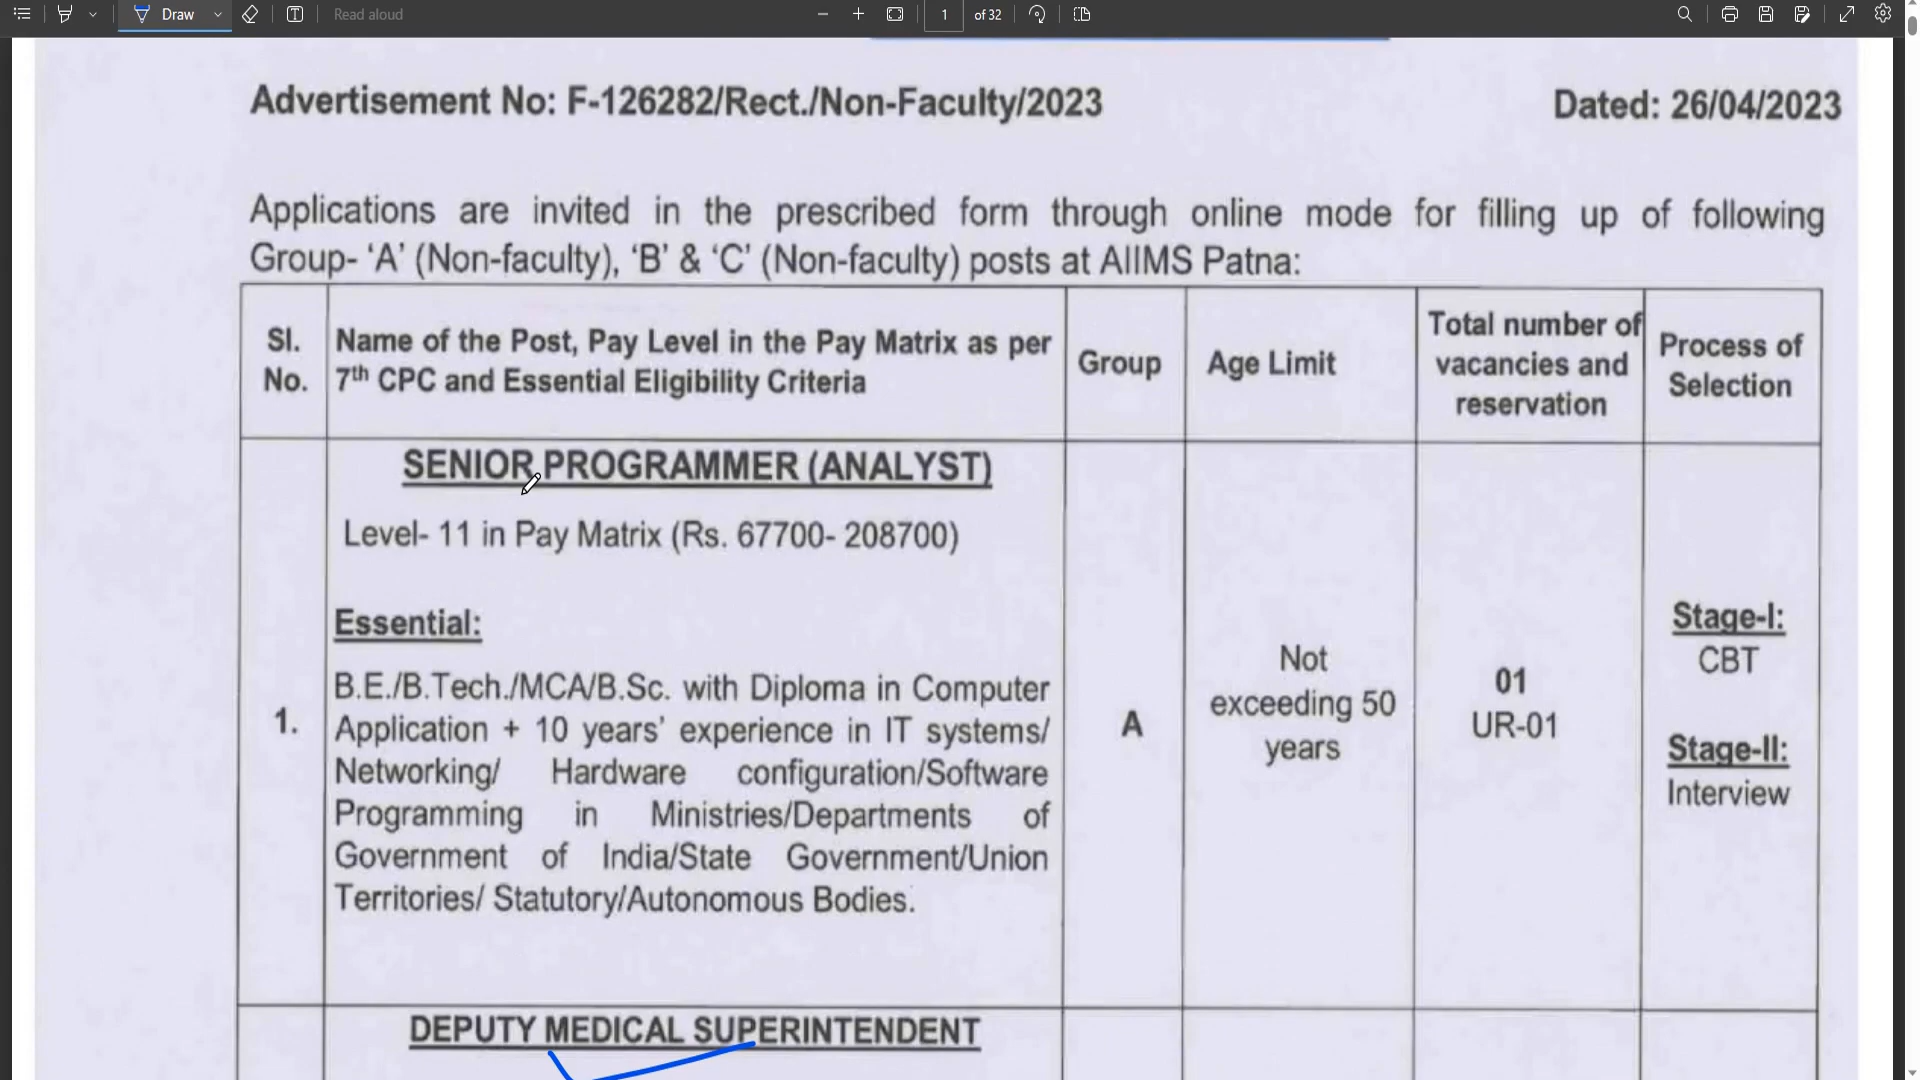 Draw
Read aloud
1 of 32
Advertisement No: F-126282/Rect./Non-Faculty/2023
Dated: 26/04/2023
Applications are invited in the prescribed form through online mode for filling up of following
Group- ‘A’ (Non-faculty), ‘B’ & ‘C’ (Non-faculty) posts at AIIMS Patna:
Sl.
No.
Name of the Post, Pay Level in the Pay Matrix as per
7th CPC and Essential Eligibility Criteria
Group
Age Limit
Total number of
vacancies and
reservation
Process of
Selection
1.
SENIOR PROGRAMMER (ANALYST)
Level- 11 in Pay Matrix (Rs. 67700- 208700)
Essential:
B.E./B.Tech./MCA/B.Sc. with Diploma in Computer
Application + 10 years’ experience in IT systems/
Networking/ Hardware configuration/Software
Programming in Ministries/Departments of
Government of India/State Government/Union
Territories/ Statutory/Autonomous Bodies.
A
Not
exceeding 50
years
01
UR-01
Stage-I:
CBT
Stage-II:
Interview
DEPUTY MEDICAL SUPERINTENDENT